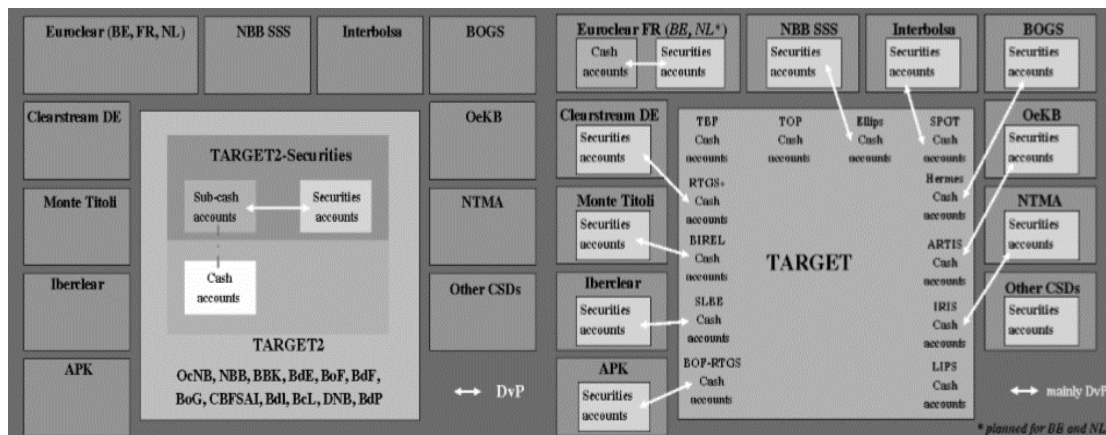 Euroclear (BE, FR, NL)
NBB SSS
Interbolsa
BOGS
Clearstream DE
OeKB
TARGET2-Securities
Sub-cash
accounts
Securities
accounts
Monte Titoli
NTMA
Cash
accounts
Iberclear
Other CSDs
TARGET2
APK
OeNB, NBB, BBK, BdE, BoF, BdF,
BoG, CBFSAI, BdI, BcL, DNB, BdP
DvP
Euroclear FR (BE, NL*)
Cash
accounts
Securities
accounts
NBB SSS
Securities
accounts
Interbolsa
Securities
accounts
BOGS
Securities
accounts
Clearstream DE
Securities
accounts
TBP
Cash
accounts
TOP
Cash
accounts
Ellips
Cash
accounts
SPOT
Cash
accounts
OeKB
Securities
accounts
RTGS+
Cash
accounts
Hermes
Cash
accounts
Monte Titoli
Securities
accounts
NTMA
Securities
accounts
BIREL
Cash
accounts
TARGET
ARTIS
Cash
accounts
Iberclear
Securities
accounts
Other CSDs
Securities
accounts
SLBE
Cash
accounts
IRIS
Cash
accounts
APK
Securities
accounts
BOF-RTGS
Cash
accounts
LIPS
Cash
accounts
mainly DvP
* planned for BE and NL